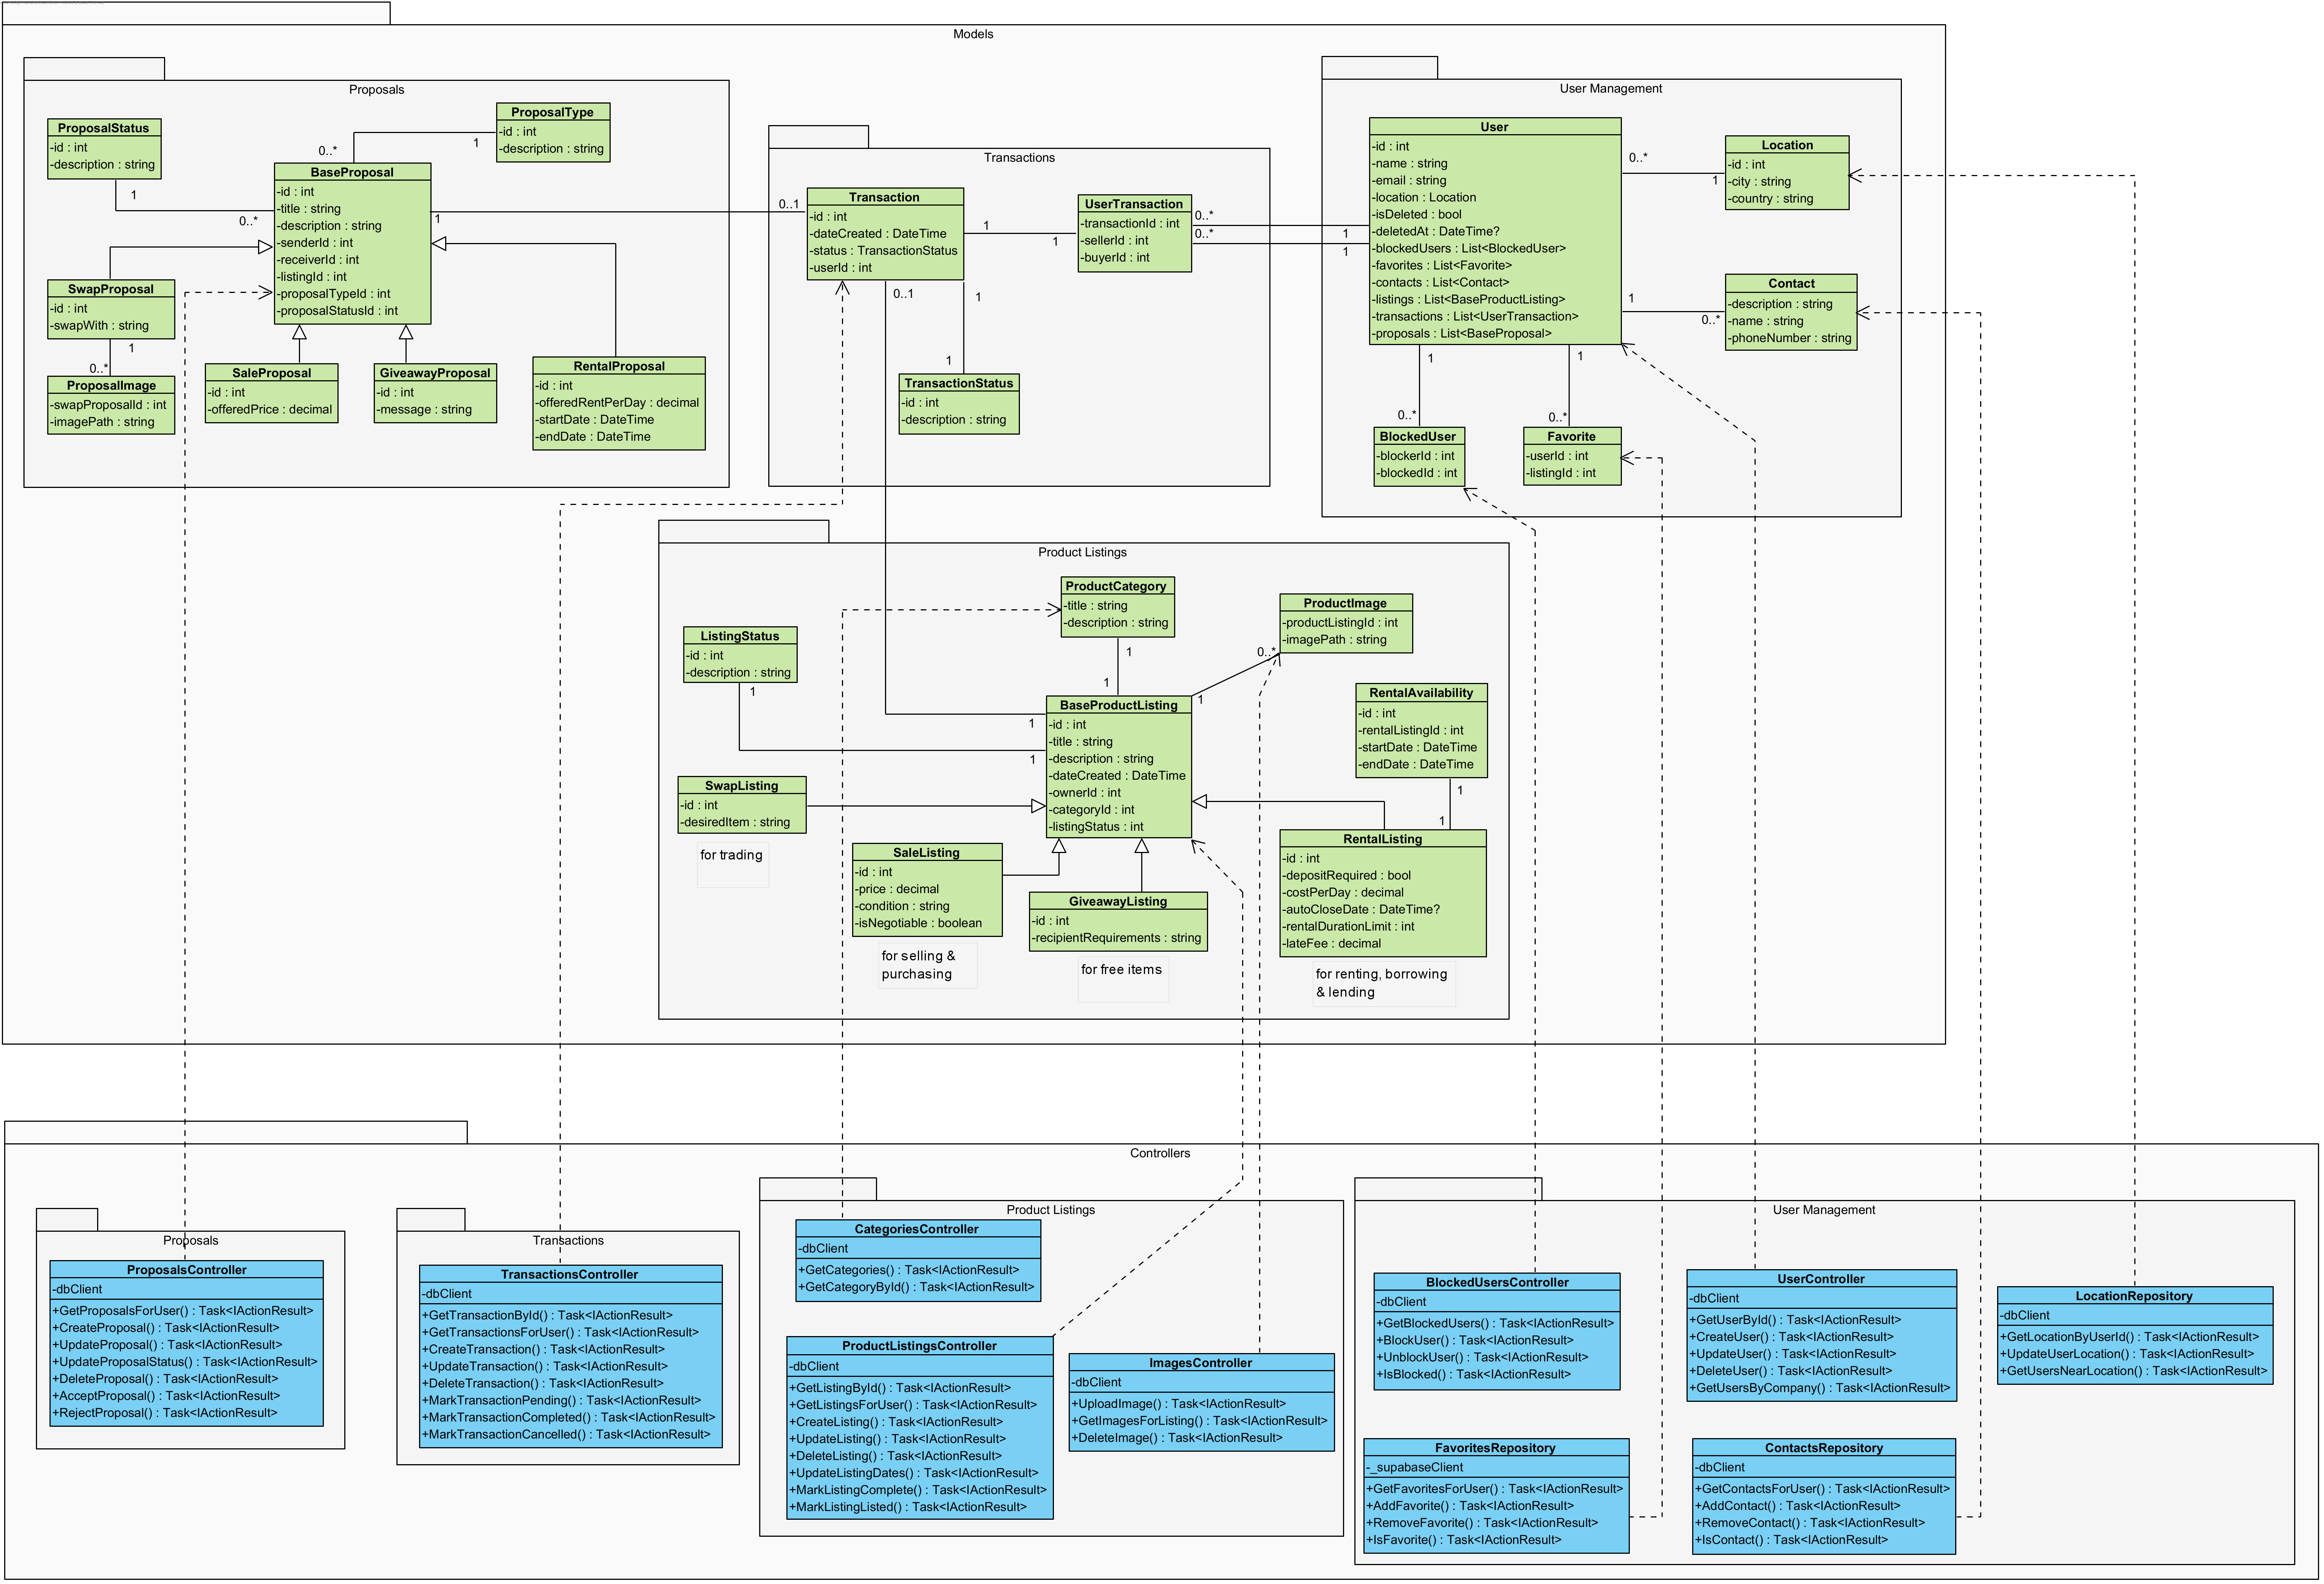 Models
Proposals
ProposalStatus
-id : int
-description : string
ProposalType
-id : int
-description : string
0..*
1
1
0..*
BaseProposal
-id : int
-title : string
-description : string
-senderId : int
-receiverId : int
-listingId : int
-proposalTypeId : int
-proposalStatusId : int
1
0..1
SwapProposal
-id : int
-swapWith : string
1
0..*
ProposalImage
-swapProposalId : int
-imagePath : string
SaleProposal
-id : int
-offeredPrice : decimal
GiveawayProposal
-id : int
-message : string
RentalProposal
-id : int
-offeredRentPerDay : decimal
-startDate : DateTime
-endDate : DateTime
Transactions
Transaction
-id : int
-dateCreated : DateTime
-status : TransactionStatus
-userId : int
1
1
UserTransaction
-transactionId : int
-sellerId : int
-buyerId : int
0..*
0..*
1
1
0..1
1
1
TransactionStatus
-id : int
-description : string
User Management
User
-id : int
-name : string
-email : string
-location : Location
-isDeleted : bool
-deletedAt : DateTime?
-blockedUsers : List<BlockedUser>
-favorites : List<Favorite>
-contacts : List<Contact>
-listings : List<BaseProductListing>
-transactions : List<UserTransaction>
-proposals : List<BaseProposal>
0..*
1
Location
-id : int
-city : string
-country : string
1
0..*
Contact
-description : string
-name : string
-phoneNumber : string
1
0..*
BlockedUser
-blockerId : int
-blockedId : int
1
0..*
Favorite
-userId : int
-listingId : int
Product Listings
ProductCategory
-title : string
-description : string
1
1
ProductImage
-productListingId : int
-imagePath : string
0..*
1
ListingStatus
-id : int
-description : string
1
1
1
BaseProductListing
-id : int
-title : string
-description : string
-dateCreated : DateTime
-ownerId : int
-categoryId : int
-listingStatus : int
RentalAvailability
-id : int
-rentalListingId : int
-startDate : DateTime
-endDate : DateTime
1
1
SwapListing
-id : int
-desiredItem : string
for trading
SaleListing
-id : int
-price : decimal
-condition : string
-isNegotiable : boolean
for selling &
purchasing
GiveawayListing
-id : int
-recipientRequirements : string
for free items
RentalListing
-id : int
-depositRequired : bool
-costPerDay : decimal
-autoCloseDate : DateTime?
-rentalDurationLimit : int
-lateFee : decimal
for renting, borrowing
& lending
Controllers
Proposals
ProposalsController
-dbClient
+GetProposalsForUser() : Task<IActionResult>
+CreateProposal() : Task<IActionResult>
+UpdateProposal() : Task<IActionResult>
+UpdateProposalStatus() : Task<IActionResult>
+DeleteProposal() : Task<IActionResult>
+AcceptProposal() : Task<IActionResult>
+RejectProposal() : Task<IActionResult>
Transactions
TransactionsController
-dbClient
+GetTransactionById() : Task<IActionResult>
+GetTransactionsForUser() : Task<IActionResult>
+CreateTransaction() : Task<IActionResult>
+UpdateTransaction() : Task<IActionResult>
+DeleteTransaction() : Task<IActionResult>
+MarkTransactionPending() : Task<IActionResult>
+MarkTransactionCompleted() : Task<IActionResult>
+MarkTransactionCancelled() : Task<IActionResult>
Product Listings
CategoriesController
-dbClient
+GetCategories() : Task<IActionResult>
+GetCategoryById() : Task<IActionResult>
ProductListingsController
-dbClient
+GetListingById() : Task<IActionResult>
+GetListingsForUser() : Task<IActionResult>
+CreateListing() : Task<IActionResult>
+UpdateListing() : Task<IActionResult>
+DeleteListing() : Task<IActionResult>
+UpdateListingDates() : Task<IActionResult>
+MarkListingComplete() : Task<IActionResult>
+MarkListingListed() : Task<IActionResult>
ImagesController
-dbClient
+UploadImage() : Task<IActionResult>
+GetImagesForListing() : Task<IActionResult>
+DeleteImage() : Task<IActionResult>
User Management
BlockedUsersController
-dbClient
+GetBlockedUsers() : Task<IActionResult>
+BlockUser() : Task<IActionResult>
+UnblockUser() : Task<IActionResult>
+IsBlocked() : Task<IActionResult>
UserController
-dbClient
+GetUserById() : Task<IActionResult>
+CreateUser() : Task<IActionResult>
+UpdateUser() : Task<IActionResult>
+DeleteUser() : Task<IActionResult>
+GetUsersByCompany() : Task<IActionResult>
LocationRepository
-dbClient
+GetLocationByUserId() : Task<IActionResult>
+UpdateUserLocation() : Task<IActionResult>
+GetUsersNearLocation() : Task<IActionResult>
FavoritesRepository
-_supabaseClient
+GetFavoritesForUser() : Task<IActionResult>
+AddFavorite() : Task<IActionResult>
+RemoveFavorite() : Task<IActionResult>
+IsFavorite() : Task<IActionResult>
ContactsRepository
-dbClient
+GetContactsForUser() : Task<IActionResult>
+AddContact() : Task<IActionResult>
+RemoveContact() : Task<IActionResult>
+IsContact() : Task<IActionResult>